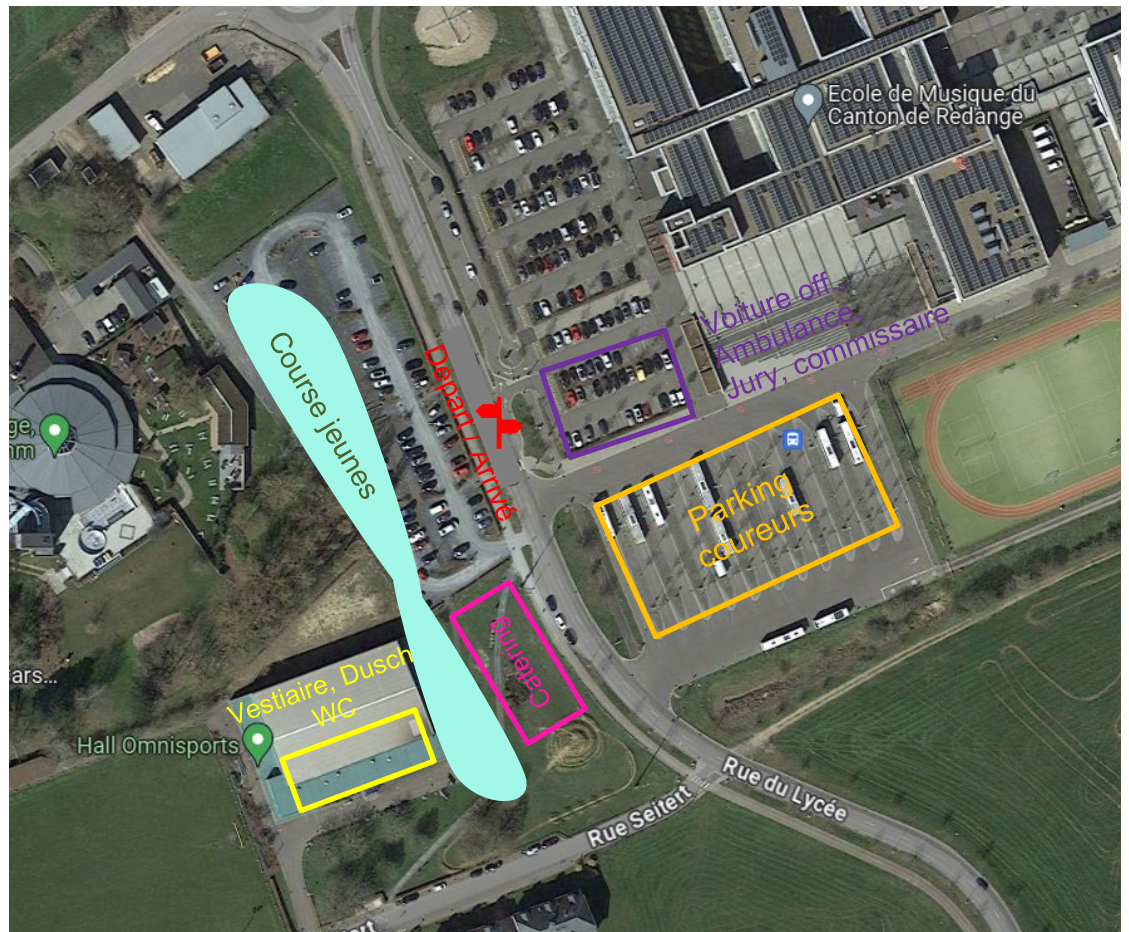 Ecole de Musique du
Canton de Redange
Voiture off -
Ambulance,
Jury, commissaire
Course jeunes
Départ / Arrivé
Parking
coureurs
Catering
Vestiaire, Dusch
WC
Hall Omnisports
Rue du Lycée
Rue Seitert